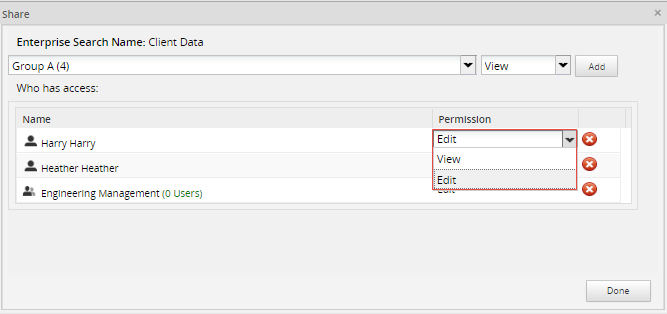 Share
Enterprise Search Name: Client Data
Group A (4) View Add
Who has access:
Name Permission
Harry Harry Edit
View
Heather Heather
Edit
Engineering Management (0 Users)
Done